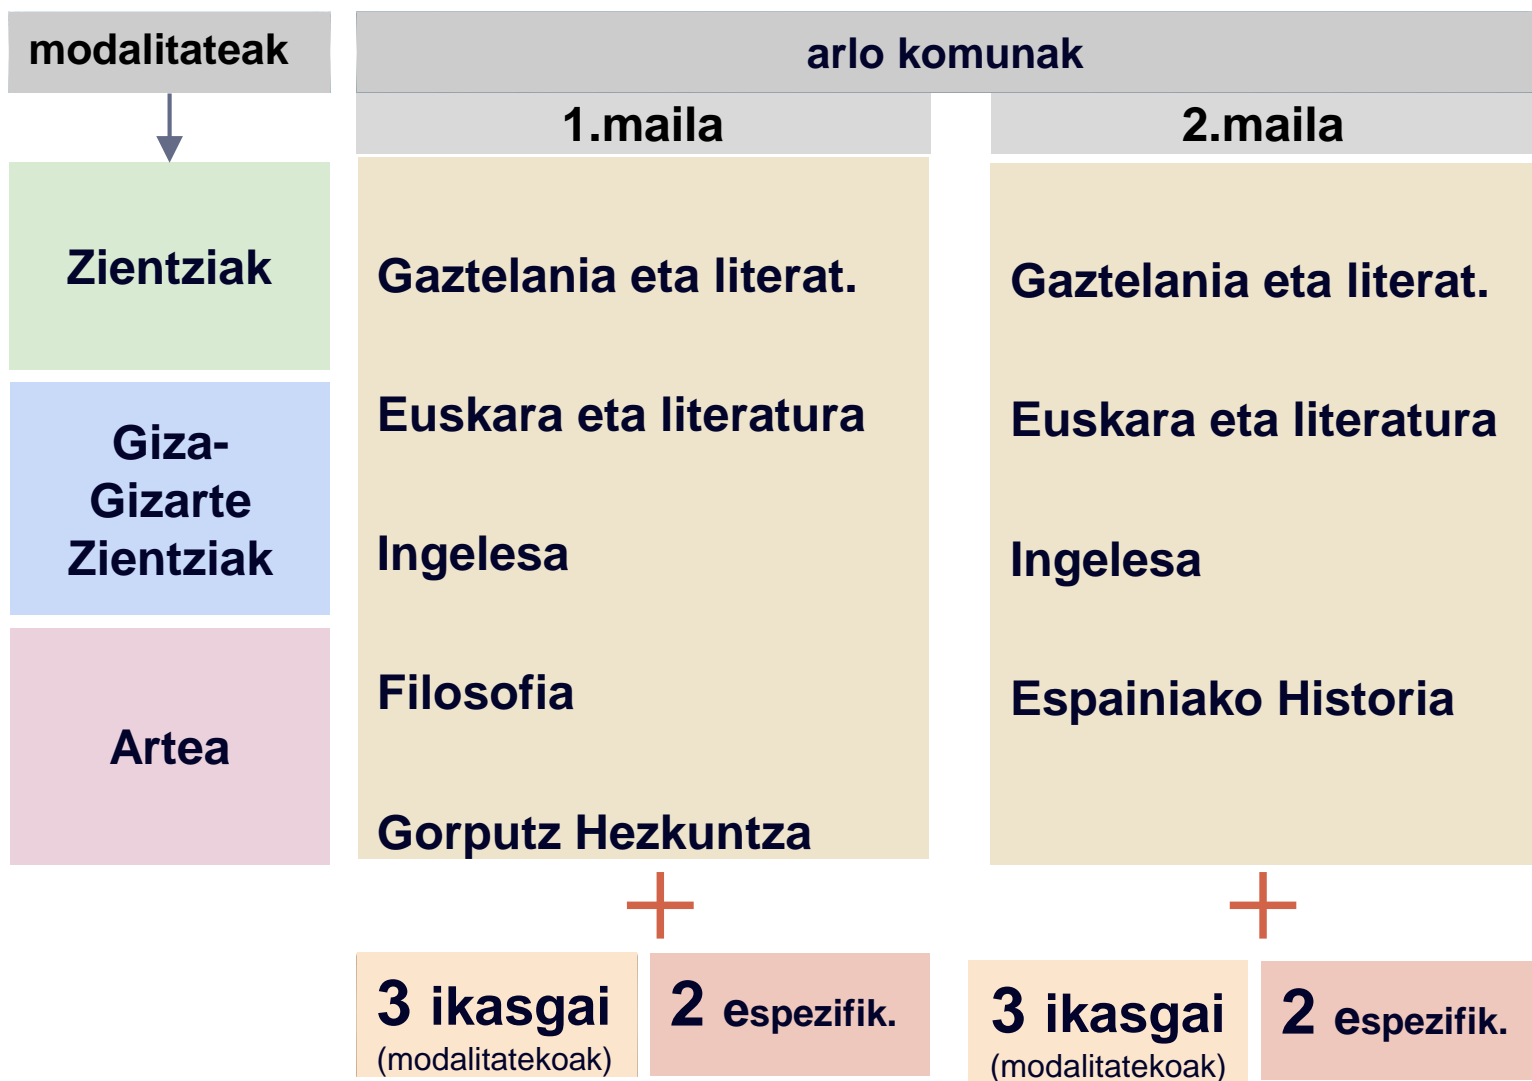 modalitateak
arlo komunak
1.maila
2.maila
Zientziak
Giza-
Gizarte
Zientziak
Artea
Gaztelania eta literat.
Euskara eta literatura
Ingelesa
Filosofia
Gorputz Hezkuntza
Gaztelania eta literat.
Euskara eta literatura
Ingelesa
Espainiako Historia
+
+
3 ikasgai
(modalitatekoak)
2 espezifik.
3 ikasgai
(modalitatekoak)
2 espezifik.